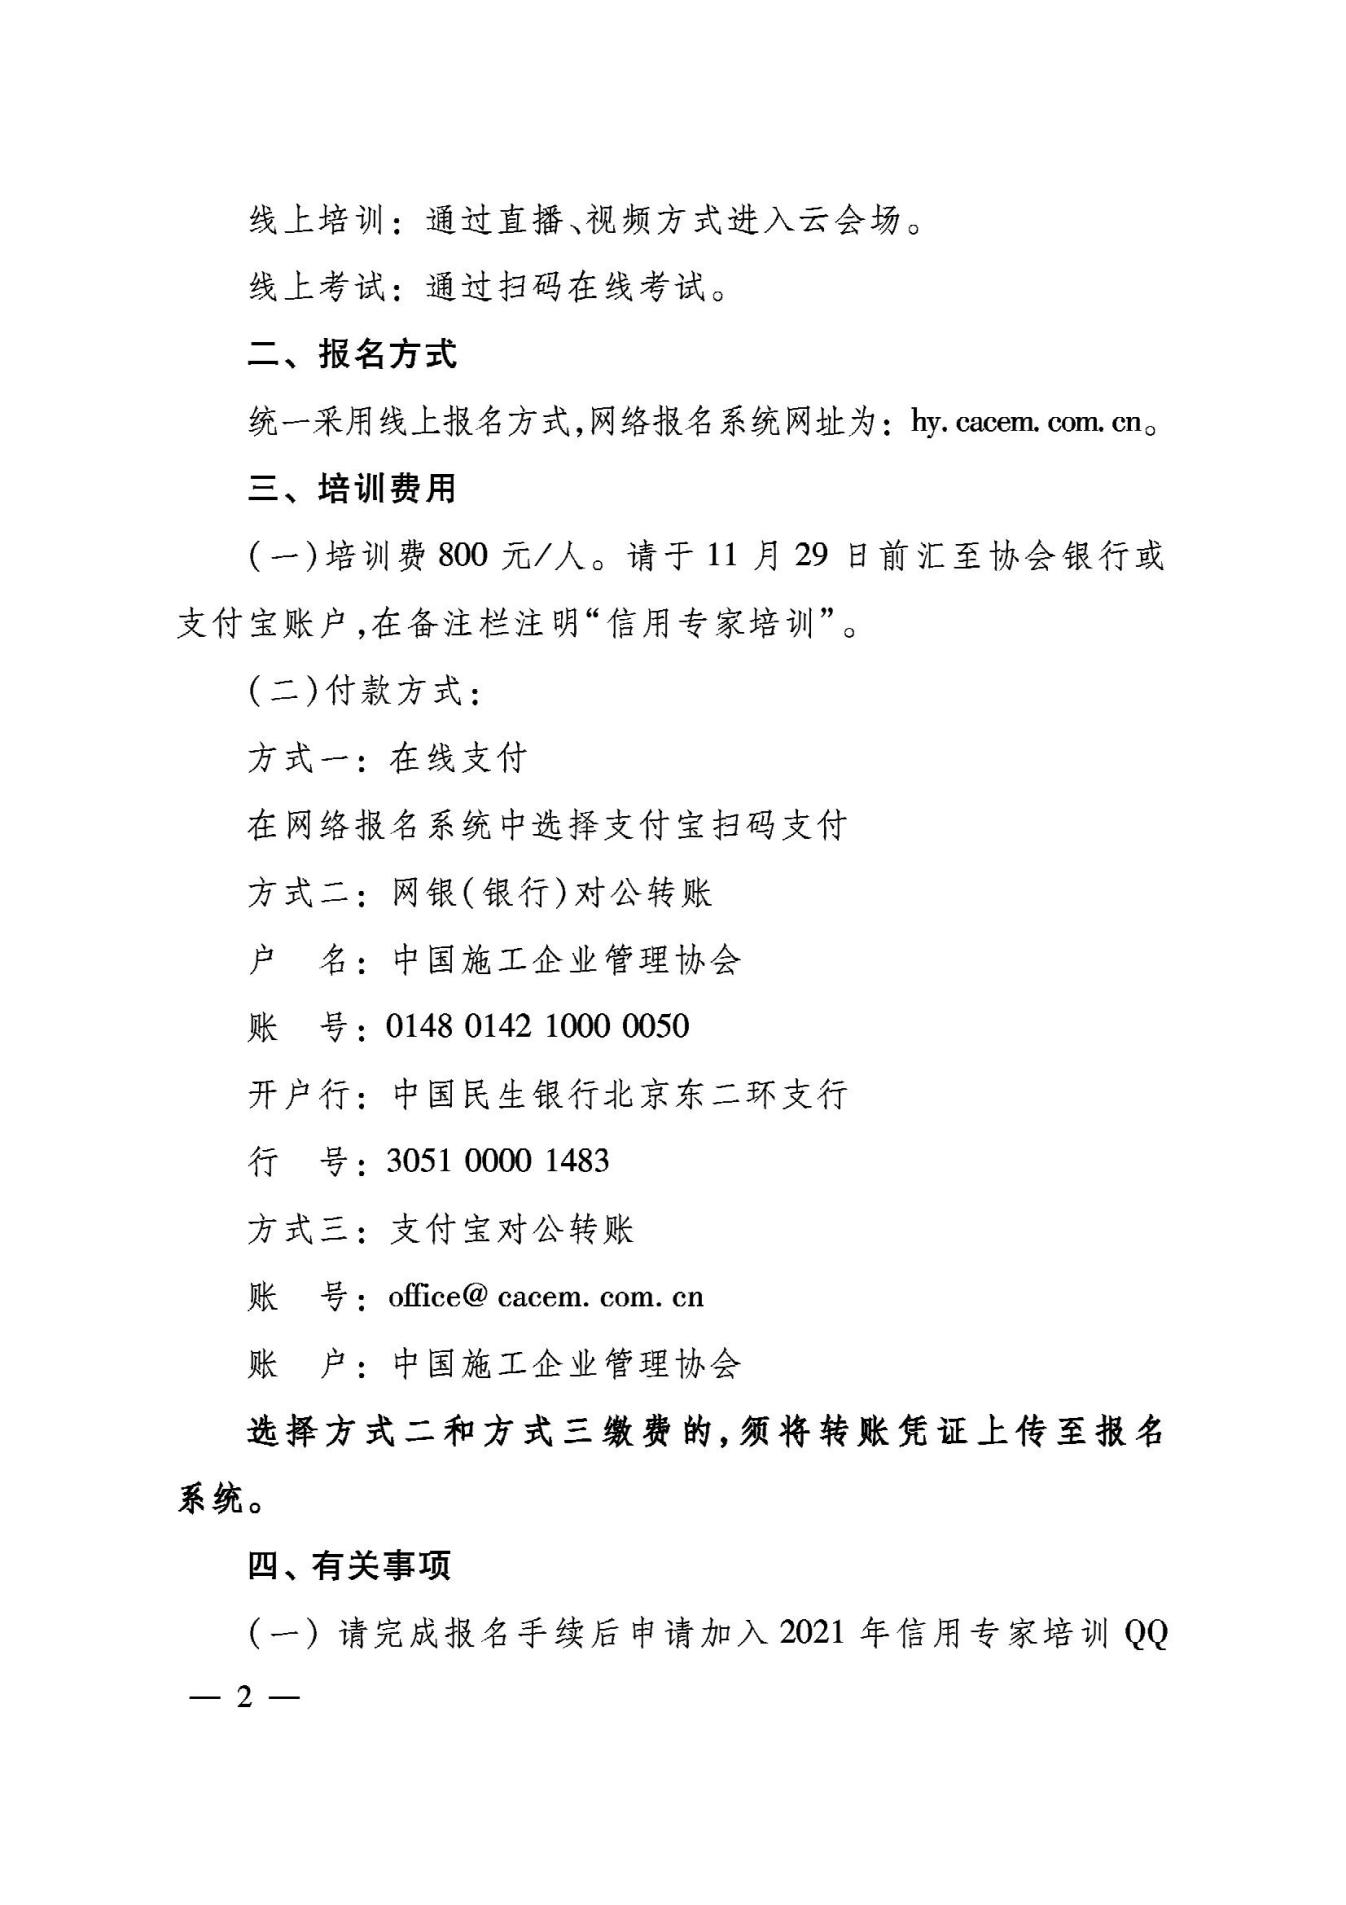 线上培训：通过直播、视频方式进入云会场。
线上考试：通过扫码在线考试。
二、报名方式
统一采用线上报名方式,网络报名系统网址为：hy. cacem. com. cn。
三、培训费用
(一)培训费 800 元/人。请于 11 月 29 日前汇至协会银行或
支付宝账户,在备注栏注明“信用专家培训”。
(二)付款方式：
方式一：在线支付
在网络报名系统中选择支付宝扫码支付
方式二：网银(银行)对公转账
户　名：中国施工企业管理协会
账　号：0148 0142 1000 0050
开户行：中国民生银行北京东二环支行
行　号：3051 0000 1483
方式三：支付宝对公转账
账　号：office@ cacem. com. cn
账　户：中国施工企业管理协会
选择方式二和方式三缴费的,须将转账凭证上传至报名
系统。
四、有关事项
(一) 请完成报名手续后申请加入 2021 年信用专家培训 QQ
— 2 —